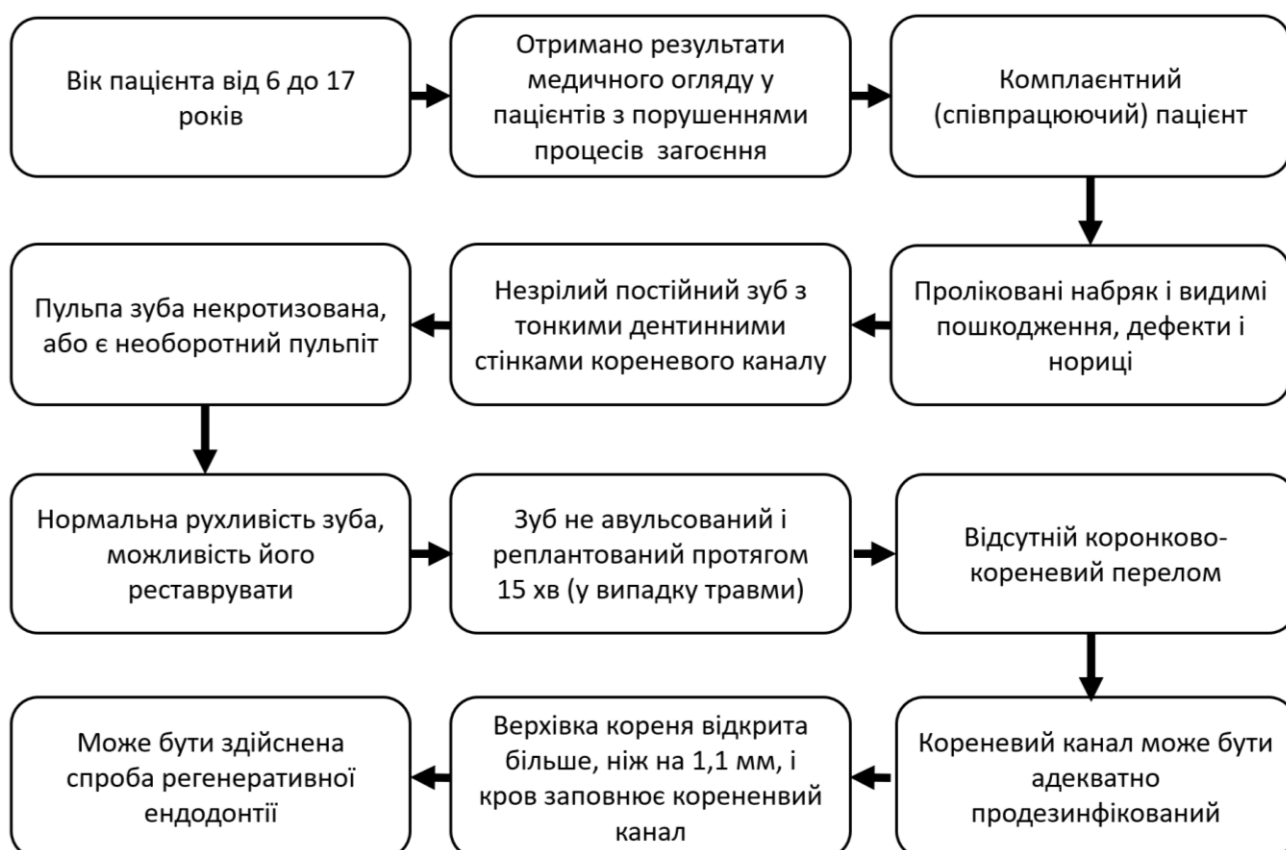 Вік пацієнта від 6 до 17
років
Отримано результати
медичного огляду у
пацієнтів з порушеннями
процесів загоєння
Комплаєнтний
(співпрацюючий) пацієнт
Проліковані набряк і видимі
пошкодження, дефекти і
нориці
Незрілий постійний зуб з
тонкими дентинними
стінками кореневого каналу
Пульпа зуба некротизована,
або є необоротний пульпіт
Нормальна рухливість зуба,
можливість його
реставрувати
Зуб не авульсований і
реплантований протягом
15 хв (у випадку травми)
Відсутній коронково-
кореневий перелом
Кореневий канал може бути
адекватно
продезинфікований
Верхівка кореня відкрита
більше, ніж на 1,1 мм, і
кров заповнює корененвий
канал
Може бути здійснена
спроба регенеративної
ендодонтії